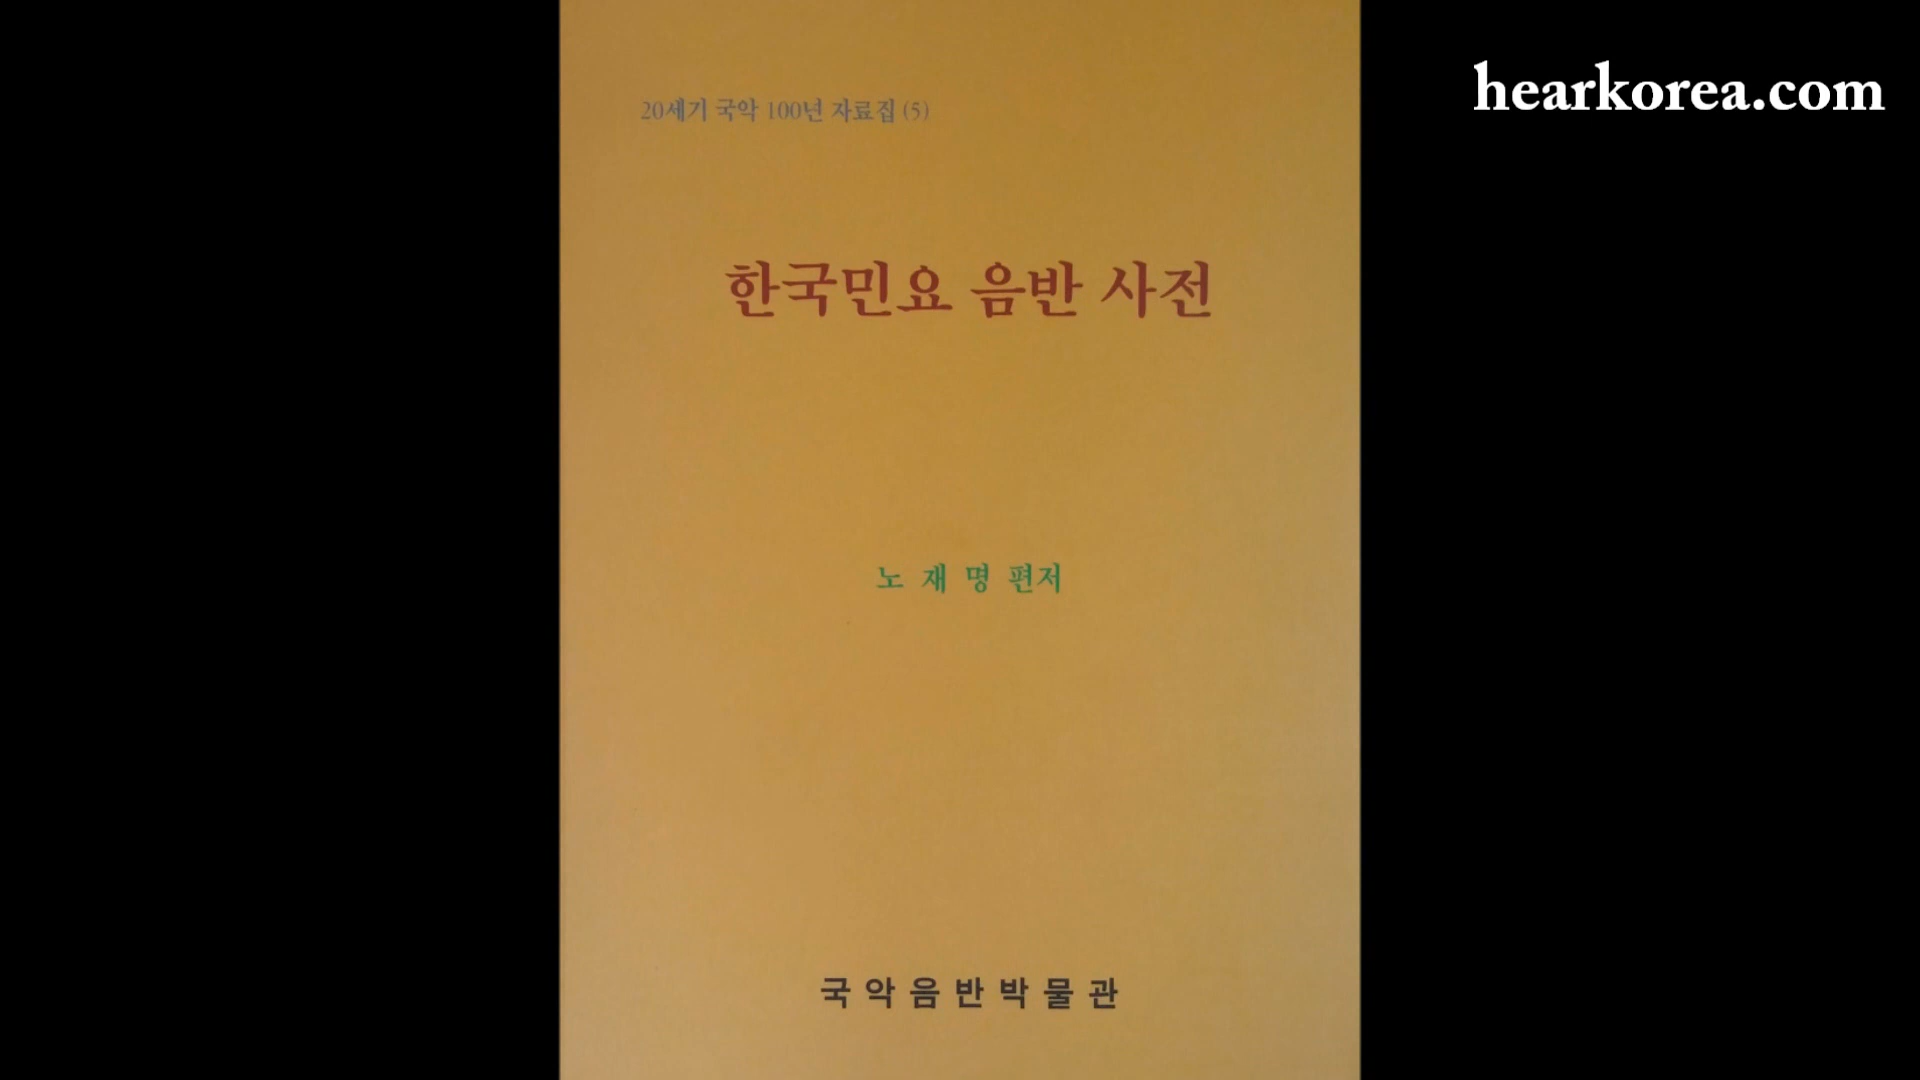 hearkorea.com
20세기 국악 100년 자료집 (5)
한국민요 음반 사전
노 재 명 편저
국악음반박물관